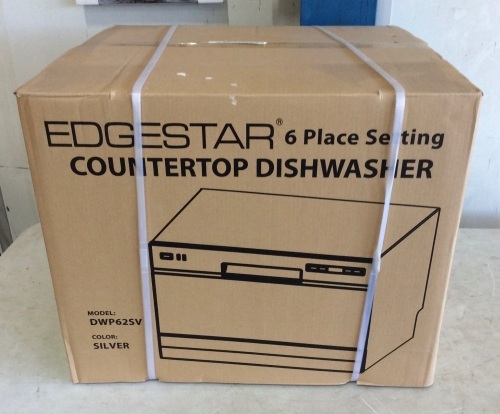 EDGESTAR® 6 Place Setting
COUNTERTOP DISHWASHER
MODEL:
DWP62SV
COLOR:
SILVER